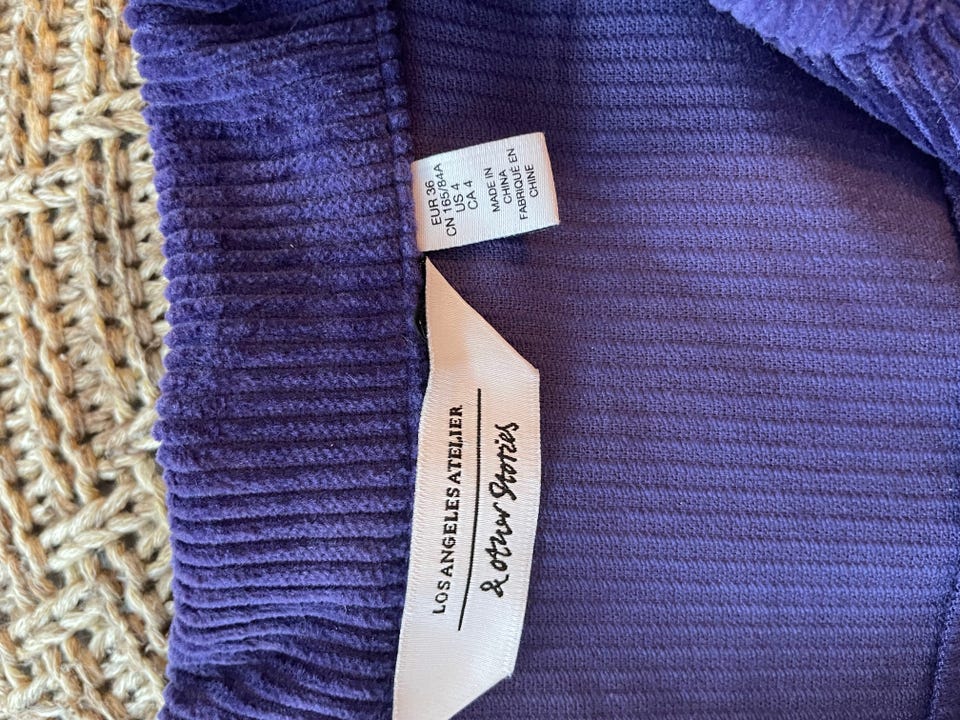 EUR 36
CN 165/84A
US 4
CA 4
MADE IN
CHINA
FABRIQUÉ EN
CHINE
LOS ANGELES ATELIER
& other Stories